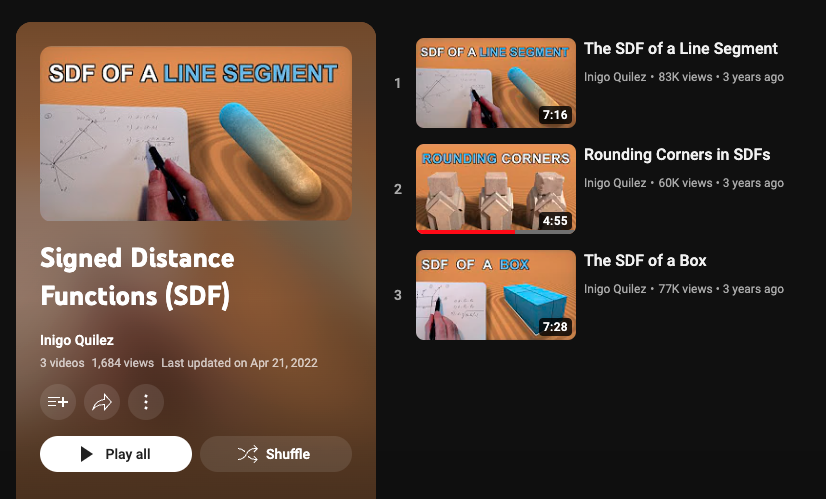 SDF OF A LINE SEGMENT
Signed Distance
Functions (SDF)
Inigo Quilez
3 videos 1,684 views Last updated on Apr 21, 2022
Play all
Shuffle
1
SDF OF A LINE SEGMENT
7:16
The SDF of a Line Segment
Inigo Quilez • 83K views • 3 years ago
2
ROUNDING CORNERS
4:55
Rounding Corners in SDFs
Inigo Quilez • 60K views • 3 years ago
3
SDF OF A BOX
7:28
The SDF of a Box
Inigo Quilez • 77K views • 3 years ago